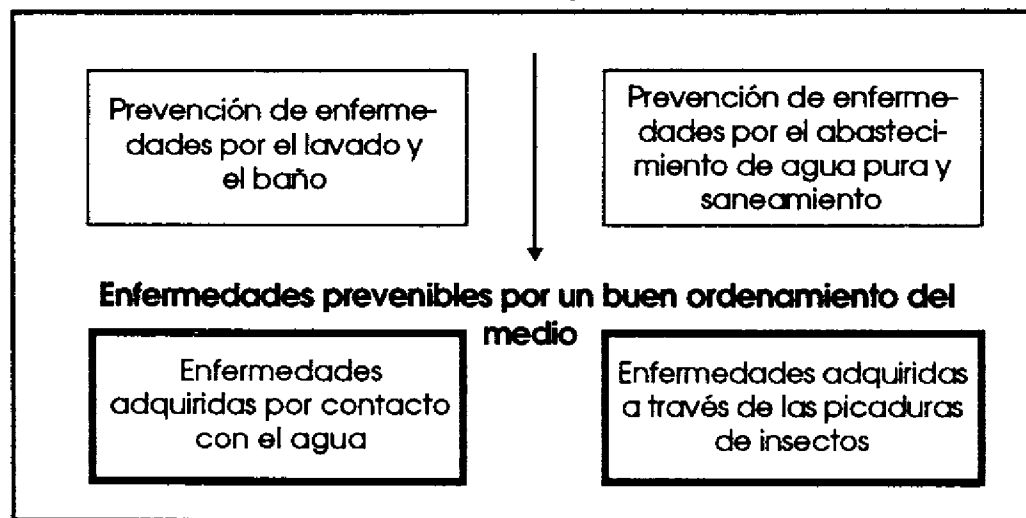 Prevención de enferme-
dades por el lavado y
el baño
Prevención de enferme-
dades por el abasteci-
miento de agua pura y
saneamiento
Enfermedades prevenibles por un buen ordenamiento del
medio
Enfermedades
adquiridas por contacto
con el agua
Enfermedades adquiridas
a través de las picaduras
de insectos